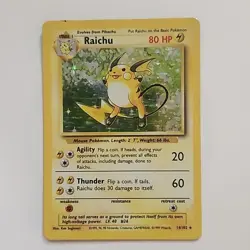 Evolves from Pikachu
Put Raichu on the Basic Pokémon
Raichu
80 HP
Mouse Pokémon. Length: 2' 7", Weight: 66 lbs.
Agility Flip a coin. If heads, during your
opponent's next turn, prevent all effects
of attacks, including damage, done to
Raichu.
20
Thunder Flip a coin. If tails,
Raichu does 30 damage to itself.
60
weakness
resistance
retreat cost
Its long tail serves as a ground to protect
itself from its own high voltage power.
14/102 ★